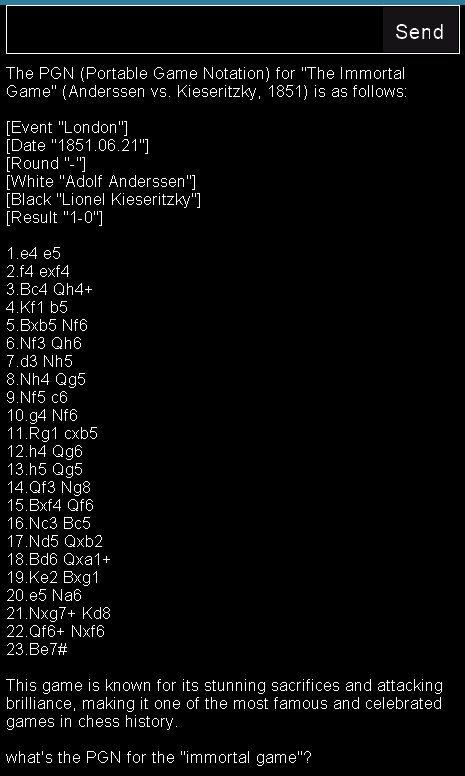 Send
The PGN (Portable Game Notation) for "The Immortal
Game" (Anderssen vs. Kieseritzky, 1851) is as follows:
[Event "London"]
[Date "1851.06.21"]
[Round "-"]
[White "Adolf Anderssen"]
[Black "Lionel Kieseritzky"]
[Result "1-0"]
1.e4 e5
2.f4 exf4
3.Bc4 Qh4+
4.Kf1 b5
5.Bxb5 Nf6
6.Nf3 Qh6
7.d3 Nh5
8.Nh4 Qg5
9.Nf5 c6
10.g4 Nf6
11.Rg1 cxb5
12.h4 Qg6
13.h5 Qg5
14.Qf3 Ng8
15.Bxf4 Qf6
16.Nc3 Bc5
17.Nd5 Qxb2
18.Bd6 Qxa1+
19.Ke2 Bxg1
20.e5 Na6
21.Nxg7+ Kd8
22.Qf6+ Nxf6
23.Be7#
This game is known for its stunning sacrifices and attacking
brilliance, making it one of the most famous and celebrated
games in chess history.
what's the PGN for the "immortal game"?